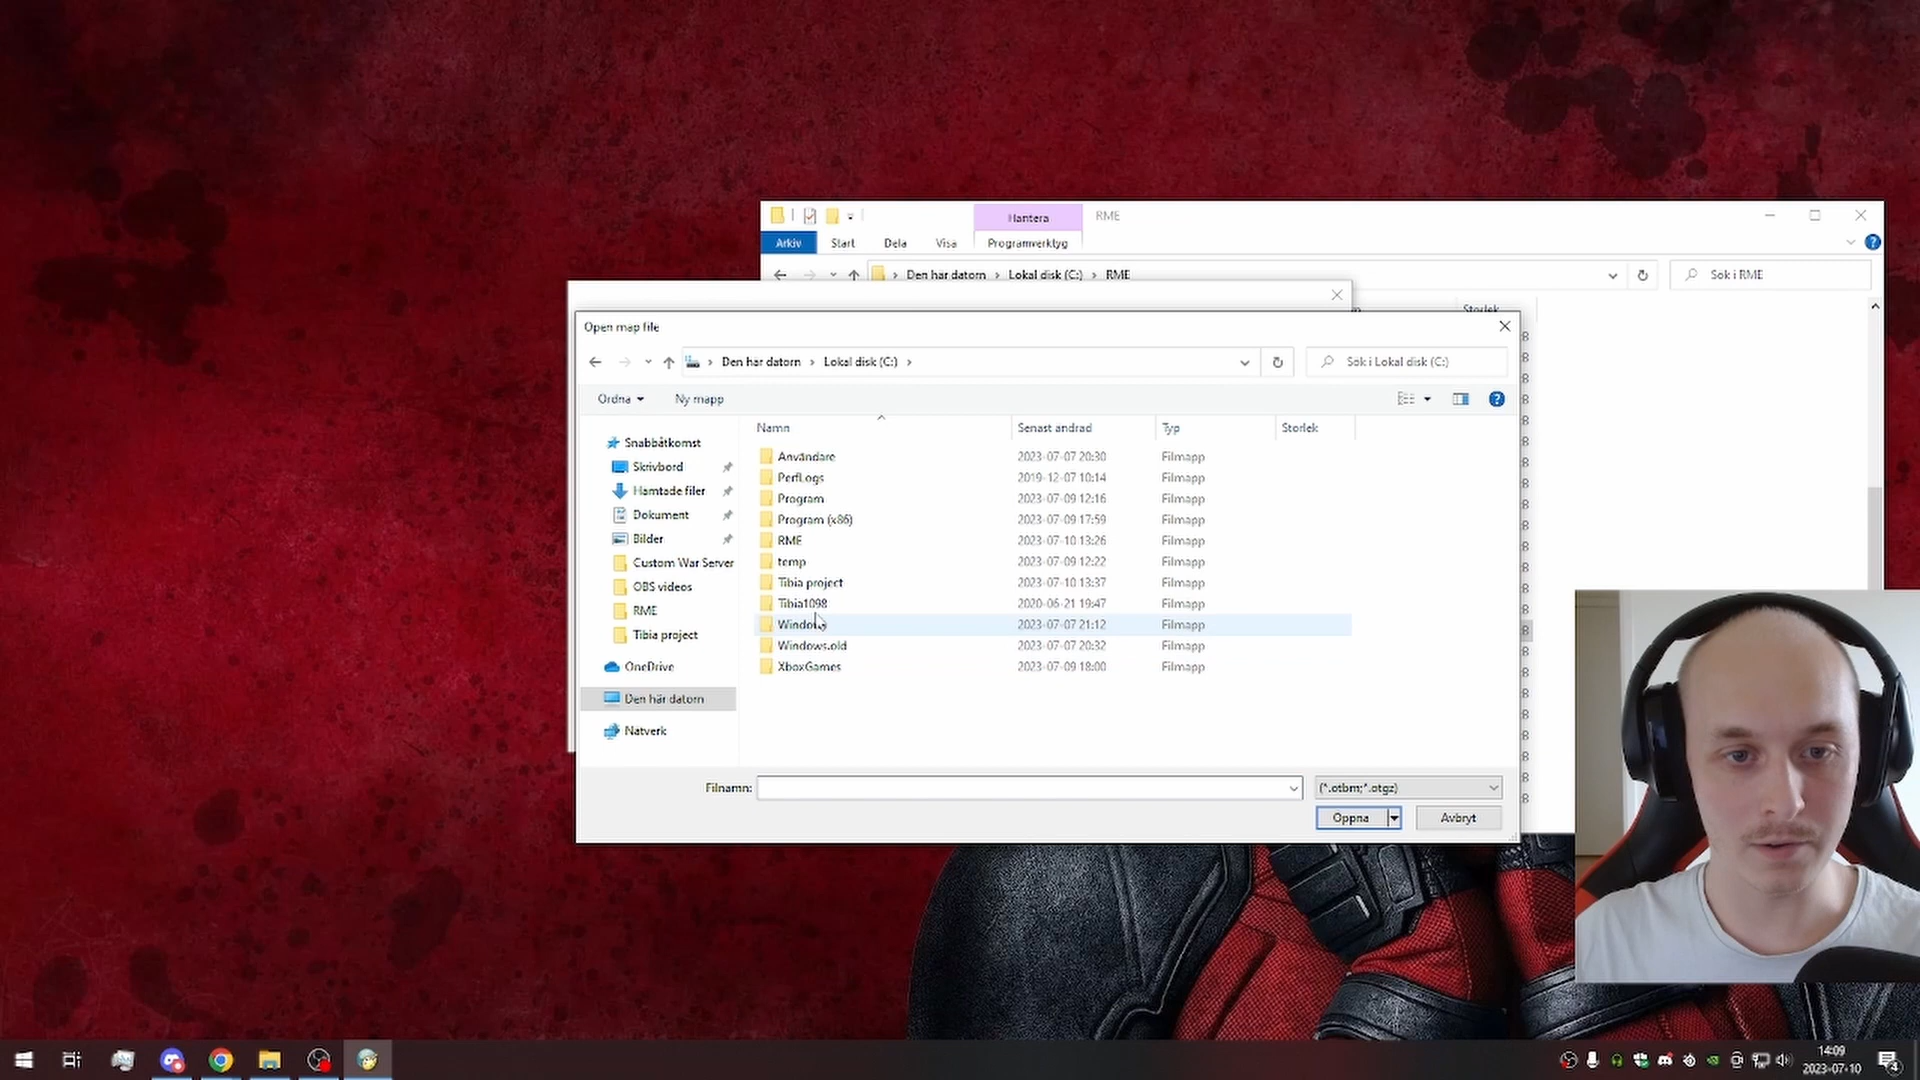 Hantera
RME
Arkiv
Start
Dela
Visa
Programverktyg
Den här datorn
Lokal disk (C:)
RME
Sök i RME
Storlek
Open map file
Den här datorn
Lokal disk (C:)
Sök i Lokal disk (C:)
Ordna
Ny mapp
Namn
Senast ändrad
Typ
Storlek
Snabbåtkomst
Skrivbord
Hämtade filer
Dokument
Bilder
Custom War Server
OBS videos
RME
Tibia project
OneDrive
Den här datorn
Nätverk
Användare 2023-07-07 20:30 Filmapp
PerfLogs 2019-12-07 10:14 Filmapp
Program 2023-07-09 12:16 Filmapp
Program (x86) 2023-07-09 17:59 Filmapp
RME 2023-07-10 13:26 Filmapp
temp 2023-07-09 12:22 Filmapp
Tibia project 2023-07-10 13:37 Filmapp
Tibia1098 2020-06-21 19:47 Filmapp
Windows 2023-07-07 21:12 Filmapp
Windows.old 2023-07-07 20:32 Filmapp
XboxGames 2023-07-09 18:00 Filmapp
Filnamn:
(*.otbm;*.otgz)
Öppna
Avbryt
14:09
2023-07-10
4